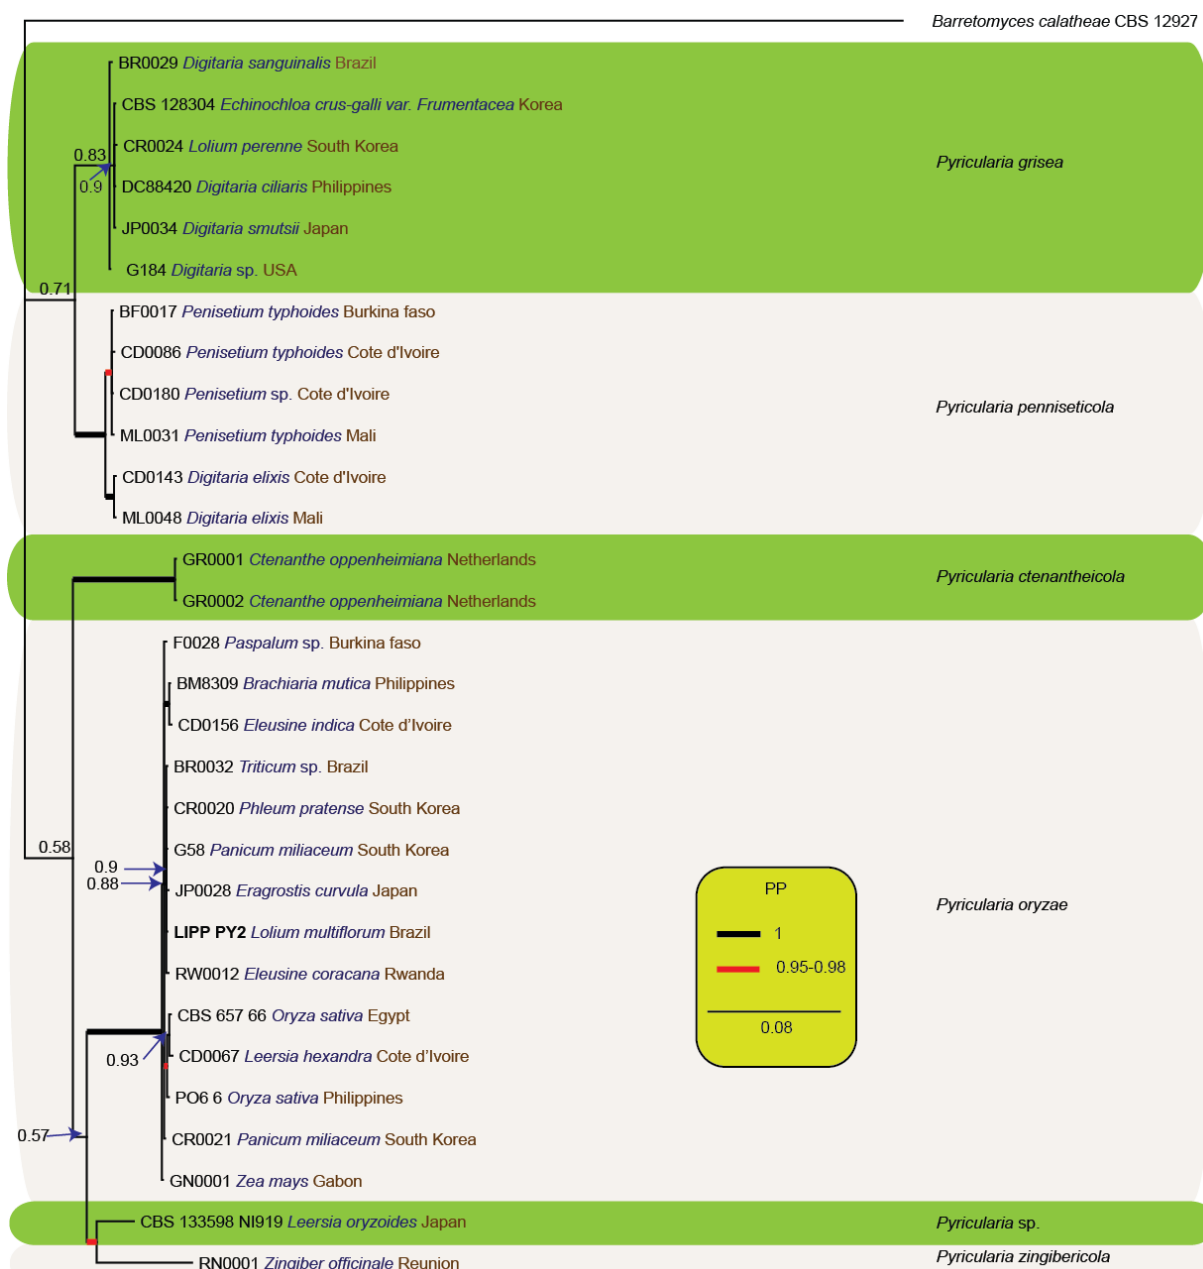 Barretomyces calatheae CBS 12927
BR0029 Digitaria sanguinalis Brazil
CBS 128304 Echinochloa crus-galli var. Frumentacea Korea
0.83
CR0024 Lolium perenne South Korea
Pyricularia grisea
0.9
DC88420 Digitaria ciliaris Philippines
JP0034 Digitaria smutsii Japan
G184 Digitaria sp. USA
0.71
BF0017 Penisetium typhoides Burkina faso
CD0086 Penisetium typhoides Cote d'Ivoire
CD0180 Penisetium sp. Cote d'Ivoire
Pyricularia penniseticola
ML0031 Penisetium typhoides Mali
CD0143 Digitaria elixis Cote d'Ivoire
ML0048 Digitaria elixis Mali
GR0001 Ctenanthe oppenheimiana Netherlands
Pyricularia ctenantheicola
GR0002 Ctenanthe oppenheimiana Netherlands
F0028 Paspalum sp. Burkina faso
BM8309 Brachiaria mutica Philippines
CD0156 Eleusine indica Cote d’Ivoire
BR0032 Triticum sp. Brazil
CR0020 Phleum pratense South Korea
0.58
G58 Panicum miliaceum South Korea
0.9
0.88
JP0028 Eragrostis curvula Japan
PP
Pyricularia oryzae
LIPP PY2 Lolium multiflorum Brazil
1
RW0012 Eleusine coracana Rwanda
0.95-0.98
CBS 657 66 Oryza sativa Egypt
0.08
0.93
CD0067 Leersia hexandra Cote d’Ivoire
PO6 6 Oryza sativa Philippines
0.57
CR0021 Panicum miliaceum South Korea
GN0001 Zea mays Gabon
CBS 133598 NI919 Leersia oryzoides Japan
Pyricularia sp.
RN0001 Zingiber officinale Reunion
Pyricularia zingibericola